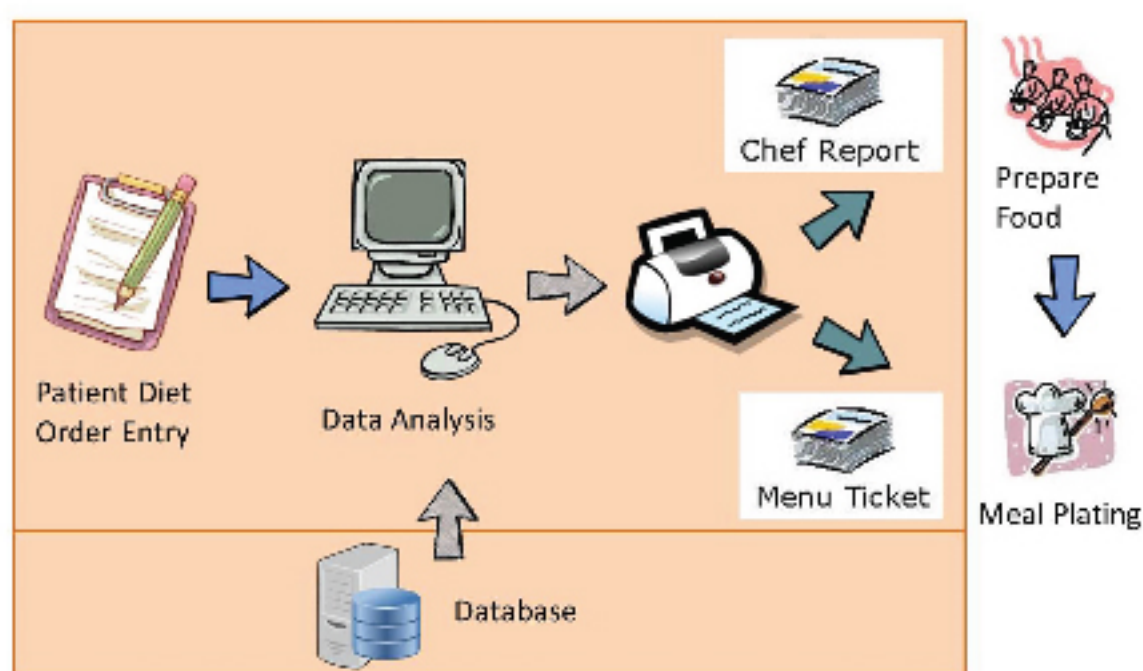 Chef Report
Prepare
Food
Patient Diet
Order Entry
Data Analysis
Menu Ticket
Meal Plating
Database